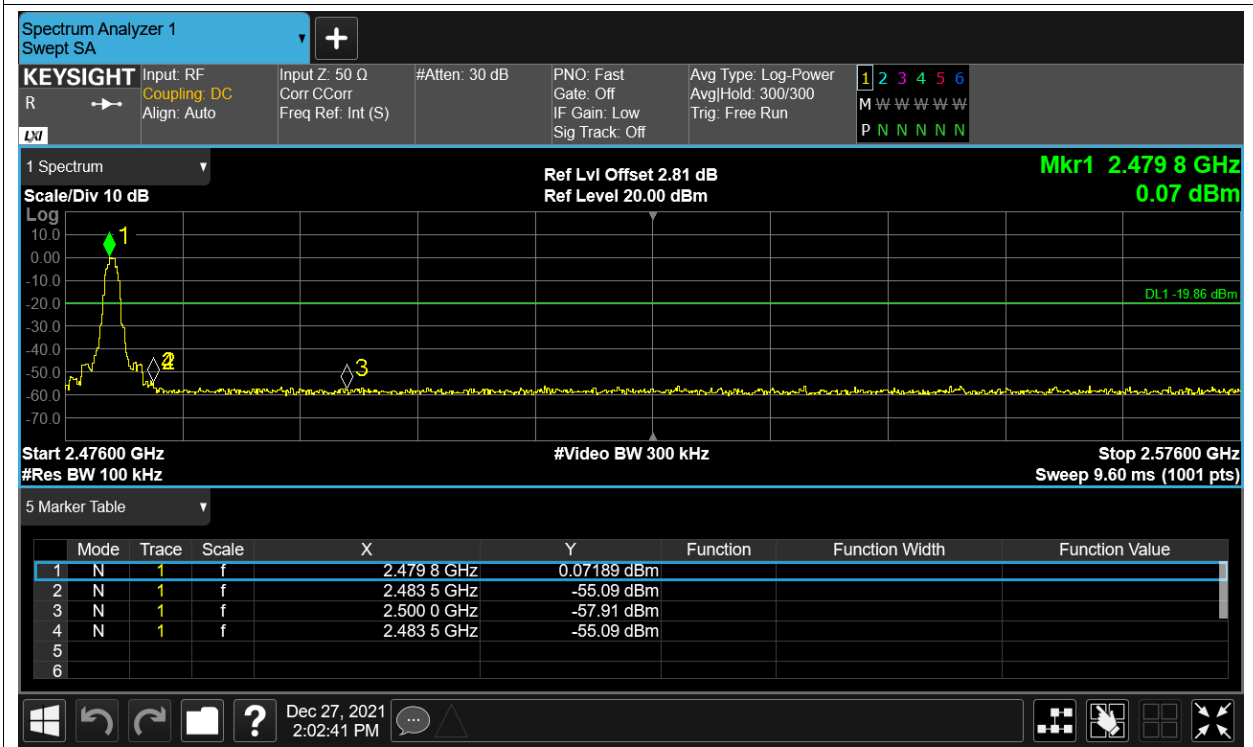 Spectrum Analyzer 1
Swept SA
+
KEYSIGHT Input: RF Input Z: 50 Ω #Atten: 30 dB PNO: Fast Avg Type: Log-Power 1 2 3 4 5 6
R Coupling: DC Corr CCorr Gate: Off Avg|Hold: 300/300 M W W W W W
Align: Auto Freq Ref: Int (S) IF Gain: Low Trig: Free Run
LXI Sig Track: Off P N N N N N
1 Spectrum Ref Lvl Offset 2.81 dB Mkr1 2.479 8 GHz
Scale/Div 10 dB Ref Level 20.00 dBm 0.07 dBm
Log
10.0 1
0.00
-10.0
-20.0 DL1 -19.86 dBm
-30.0
-40.0
-50.0 3
-60.0
-70.0
Start 2.47600 GHz #Video BW 300 kHz Stop 2.57600 GHz
#Res BW 100 kHz Sweep 9.60 ms (1001 pts)
5 Marker Table
Mode Trace Scale X Y Function Function Width Function Value
1 N 1 f 2.479 8 GHz 0.07189 dBm
2 N 1 f 2.483 5 GHz -55.09 dBm
3 N 1 f 2.500 0 GHz -57.91 dBm
4 N 1 f 2.483 5 GHz -55.09 dBm
5
6
? Dec 27, 2021
2:02:41 PM